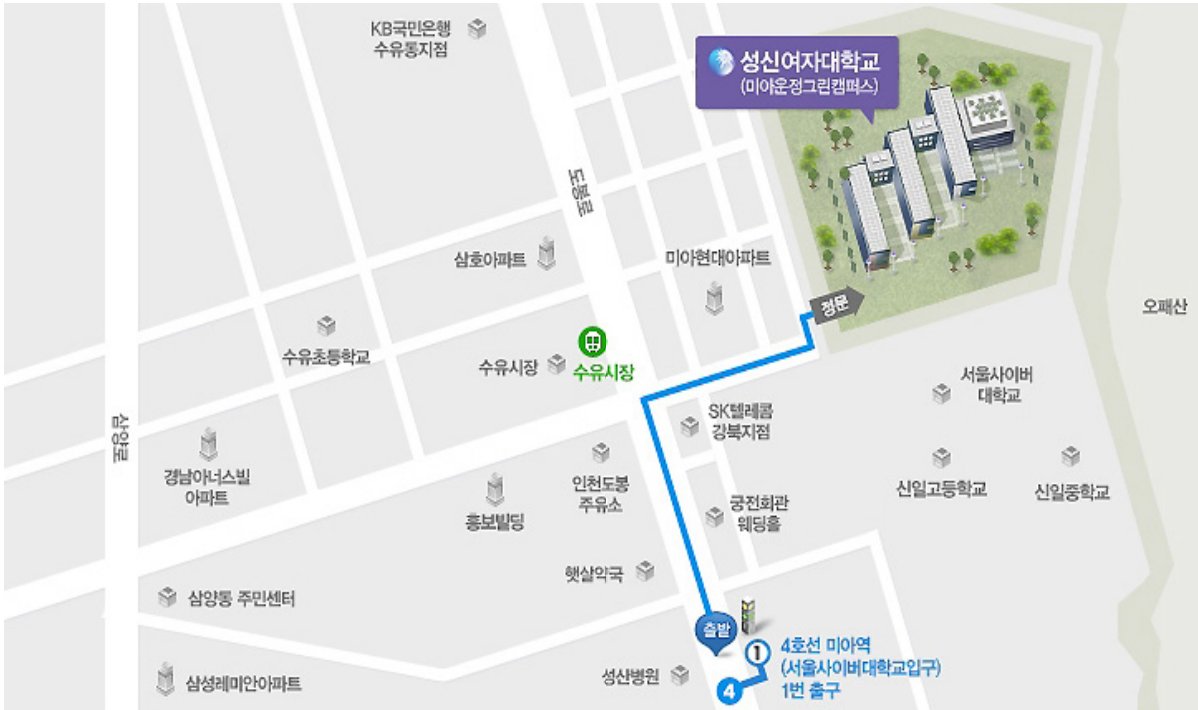 KB국민은행
수유동지점
성신여자대학교
(미아운정그린캠퍼스)
도봉로
삼호아파트
미아현대아파트
정문
오패산
수유초등학교
수유시장
수유시장
서울사이버
대학교
SK텔레콤
강북지점
삼양로
경남아너스빌
아파트
인천도봉
주유소
신일고등학교
신일중학교
홍보빌딩
궁전회관
웨딩홀
햇살약국
삼양동 주민센터
출발
1
4호선 미아역
(서울사이버대학교입구)
1번 출구
성산병원
삼성래미안아파트
4